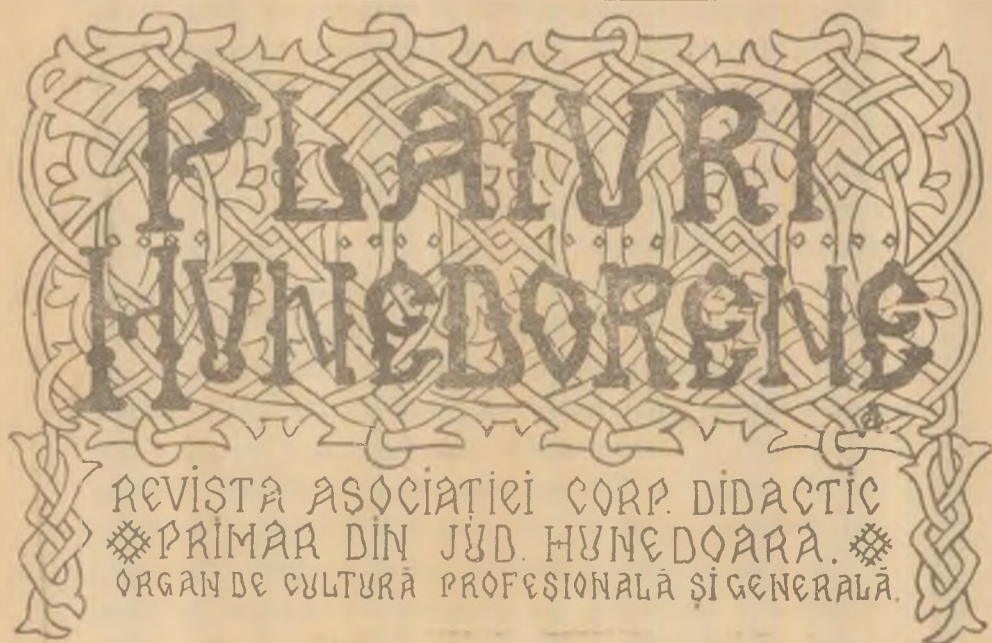 PLAIURI
HUNEDORENE
REVISTA ASOCIAȚIEI CORP. DIDACTIC
PRIMAR DIN JUD. HUNEDOARA.
ORGAN DE CULTURĂ PROFESIONALĂ ȘI GENERALĂ.